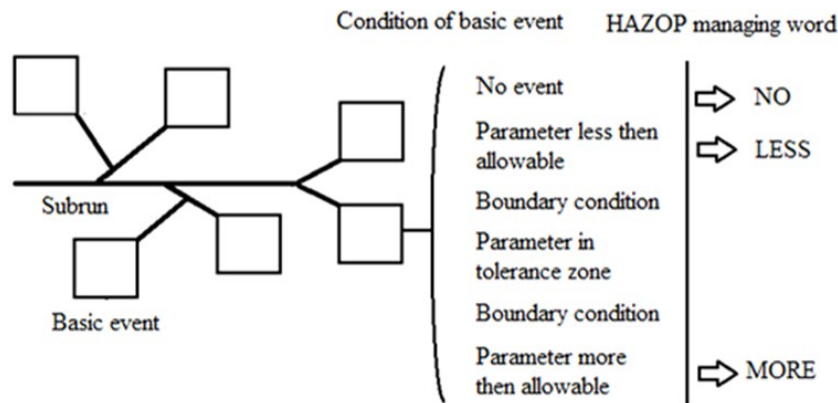 Condition of basic event HAZOP managing word
No event
NO
Parameter less then
allowable
LESS
Subrun
Boundary condition
Parameter in
tolerance zone
Basic event
Boundary condition
Parameter more
then allowable
MORE